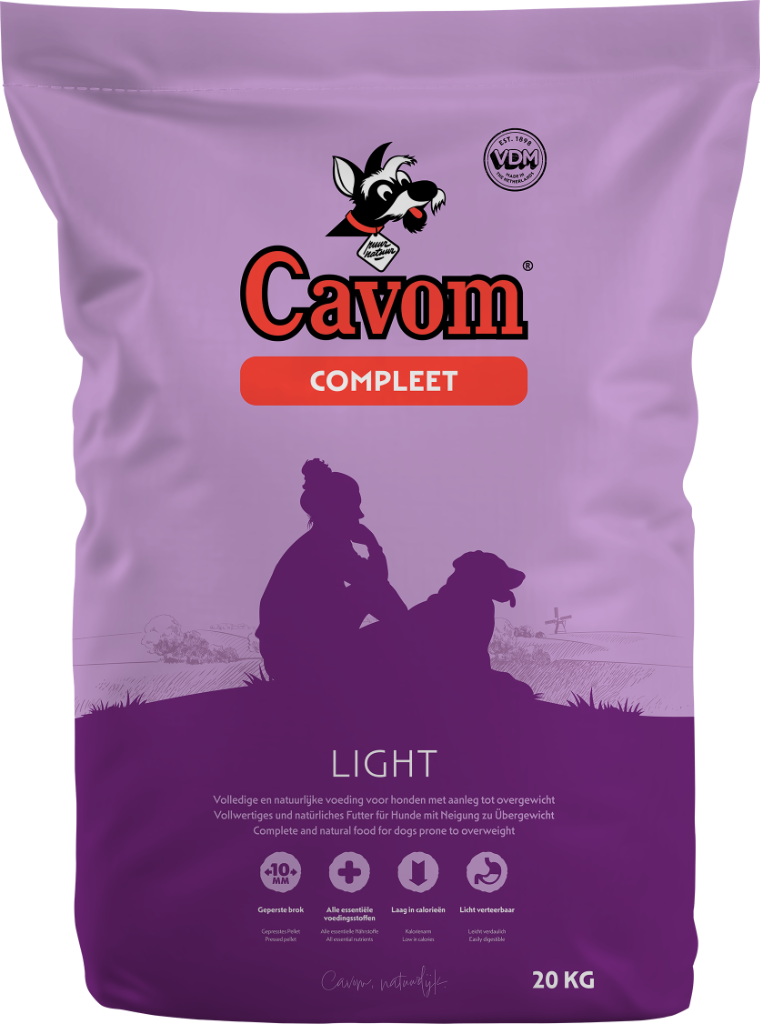 EST. 1898
VDM
MADE IN
THE NETHERLANDS
puur
natuur
Cavom®
COMPLEET
LIGHT
Volledige en natuurlijke voeding voor honden met aanleg tot overgewicht
Vollwertiges und natürliches Futter für Hunde mit Neigung zu Übergewicht
Complete and natural food for dogs prone to overweight
10
MM
Geperste brok
Gepresstes Pellet
Pressed pellet
Alle essentiële
voedingsstoffen
Alle essentielle Nährstoffe
All essential nutrients
Laag in calorieën
Kalorienarm
Low in calories
Licht verteerbaar
Leicht verdaulich
Easily digestible
Cavom, natuurlijk
20 KG